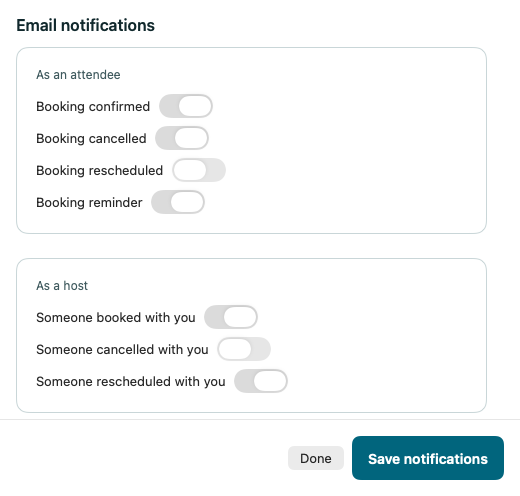 Email notifications
As an attendee
Booking confirmed
Booking cancelled
Booking rescheduled
Booking reminder
As a host
Someone booked with you
Someone cancelled with you
Someone rescheduled with you
Done
Save notifications